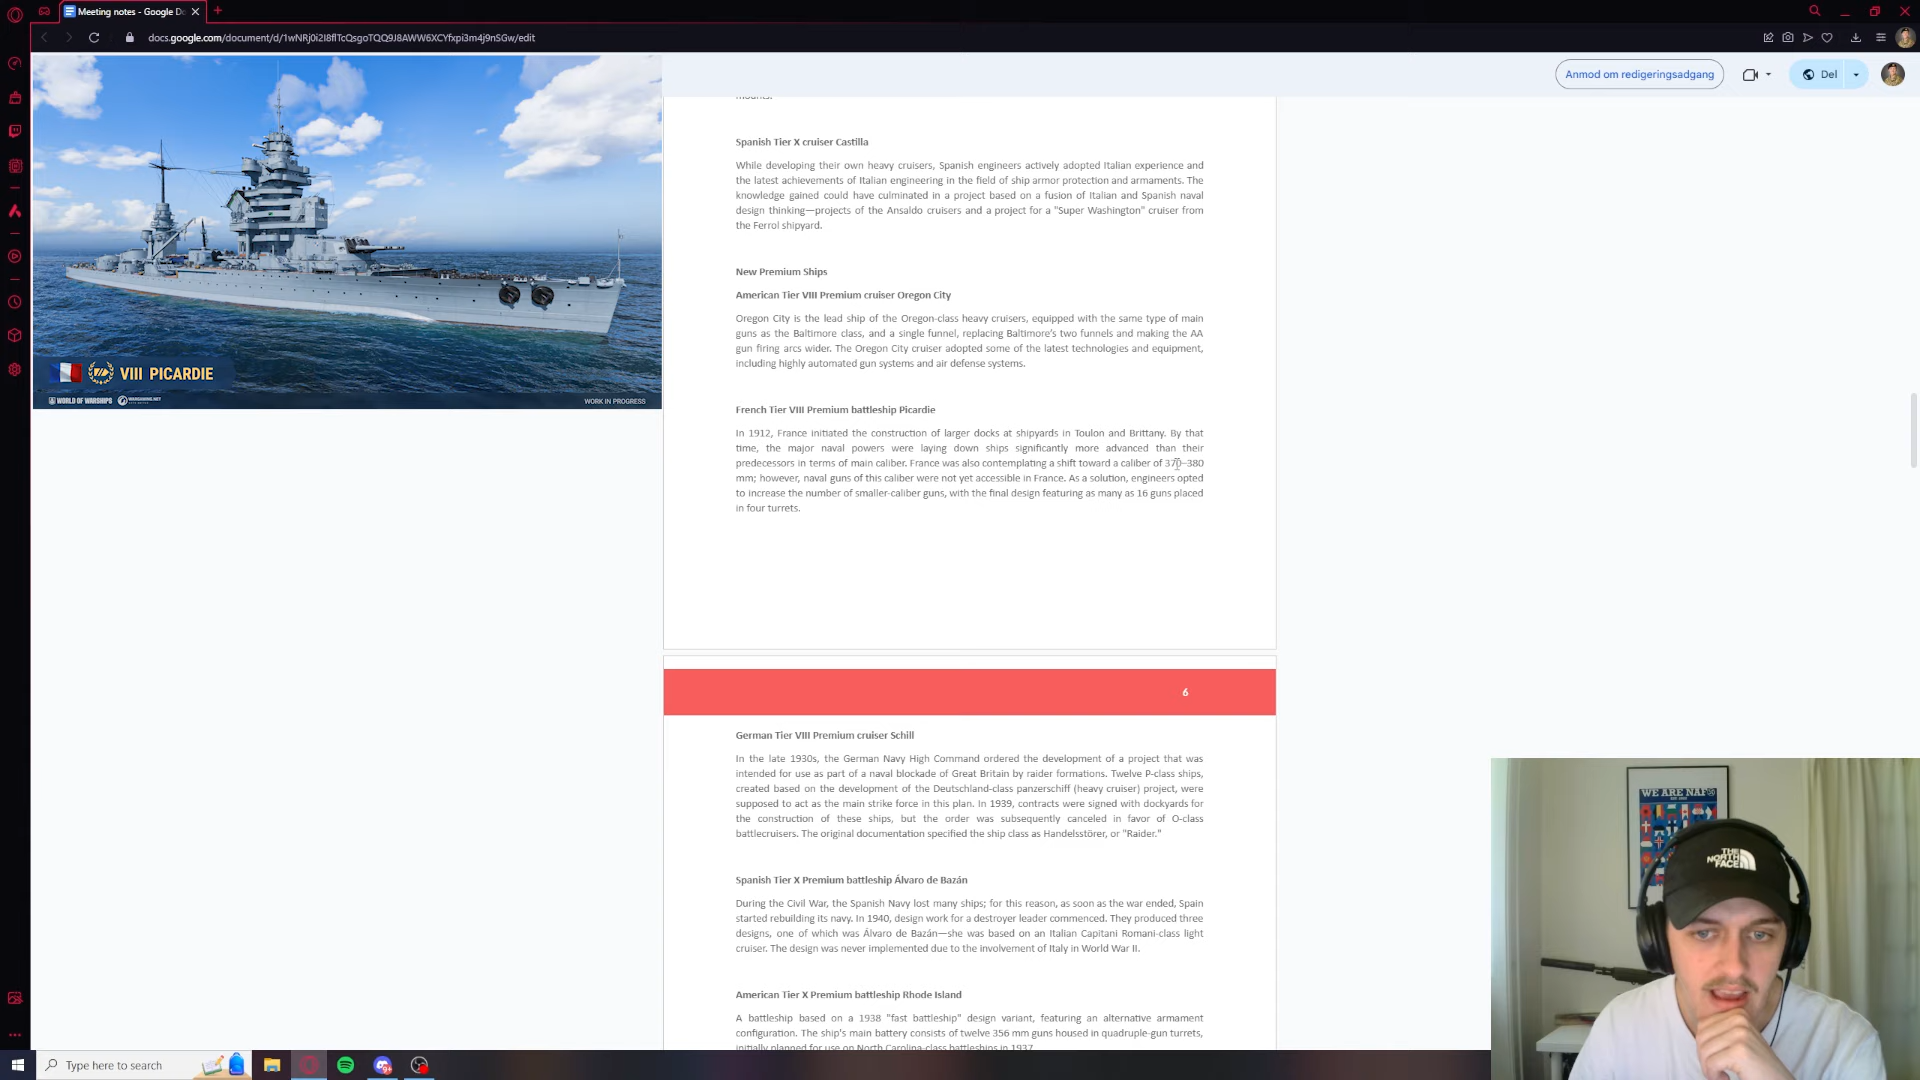 Meeting notes - Google D
docs.google.com/document/d/1wNRj0i2I8flTcQsgoTQQ9J8AWW6XCYfxpi3m4j9nSGw/edit
Anmod om redigeringsadgang
Del
VIII PICARDIE
WORLD OF WARSHIPS
WARGAMING.NET
WORK IN PROGRESS
mounts.
Spanish Tier X cruiser Castilla
While developing their own heavy cruisers, Spanish engineers actively adopted Italian experience and
the latest achievements of Italian engineering in the field of ship armor protection and armaments. The
knowledge gained could have culminated in a project based on a fusion of Italian and Spanish naval
design thinking—projects of the Ansaldo cruisers and a project for a "Super Washington" cruiser from
the Ferrol shipyard.
New Premium Ships
American Tier VIII Premium cruiser Oregon City
Oregon City is the lead ship of the Oregon-class heavy cruisers, equipped with the same type of main
guns as the Baltimore class, and a single funnel, replacing Baltimore's two funnels and making the AA
gun firing arcs wider. The Oregon City cruiser adopted some of the latest technologies and equipment,
including highly automated gun systems and air defense systems.
French Tier VIII Premium battleship Picardie
In 1912, France initiated the construction of larger docks at shipyards in Toulon and Brittany. By that
time, the major naval powers were laying down ships significantly more advanced than their
predecessors in terms of main caliber. France was also contemplating a shift toward a caliber of 370–380
mm; however, naval guns of this caliber were not yet accessible in France. As a solution, engineers opted
to increase the number of smaller-caliber guns, with the final design featuring as many as 16 guns placed
in four turrets.
6
German Tier VIII Premium cruiser Schill
In the late 1930s, the German Navy High Command ordered the development of a project that was
intended for use as part of a naval blockade of Great Britain by raider formations. Twelve P-class ships,
created based on the development of the Deutschland-class panzerschiff (heavy cruiser) project, were
supposed to act as the main strike force in this plan. In 1939, contracts were signed with dockyards for
the construction of these ships, but the order was subsequently canceled in favor of O-class
battlecruisers. The original documentation specified the ship class as Handelsstörer, or "Raider."
Spanish Tier X Premium battleship Álvaro de Bazán
During the Civil War, the Spanish Navy lost many ships; for this reason, as soon as the war ended, Spain
started rebuilding its navy. In 1940, design work for a destroyer leader commenced. They produced three
designs, one of which was Álvaro de Bazán—she was based on an Italian Capitani Romani-class light
cruiser. The design was never implemented due to the involvement of Italy in World War II.
American Tier X Premium battleship Rhode Island
A battleship based on a 1938 "fast battleship" design variant, featuring an alternative armament
configuration. The ship's main battery consists of twelve 356 mm guns housed in quadruple-gun turrets,
initially planned for use on North Carolina-class battleships in 1937.
WE ARE NAF
THE
NORTH
FACE
Type here to search